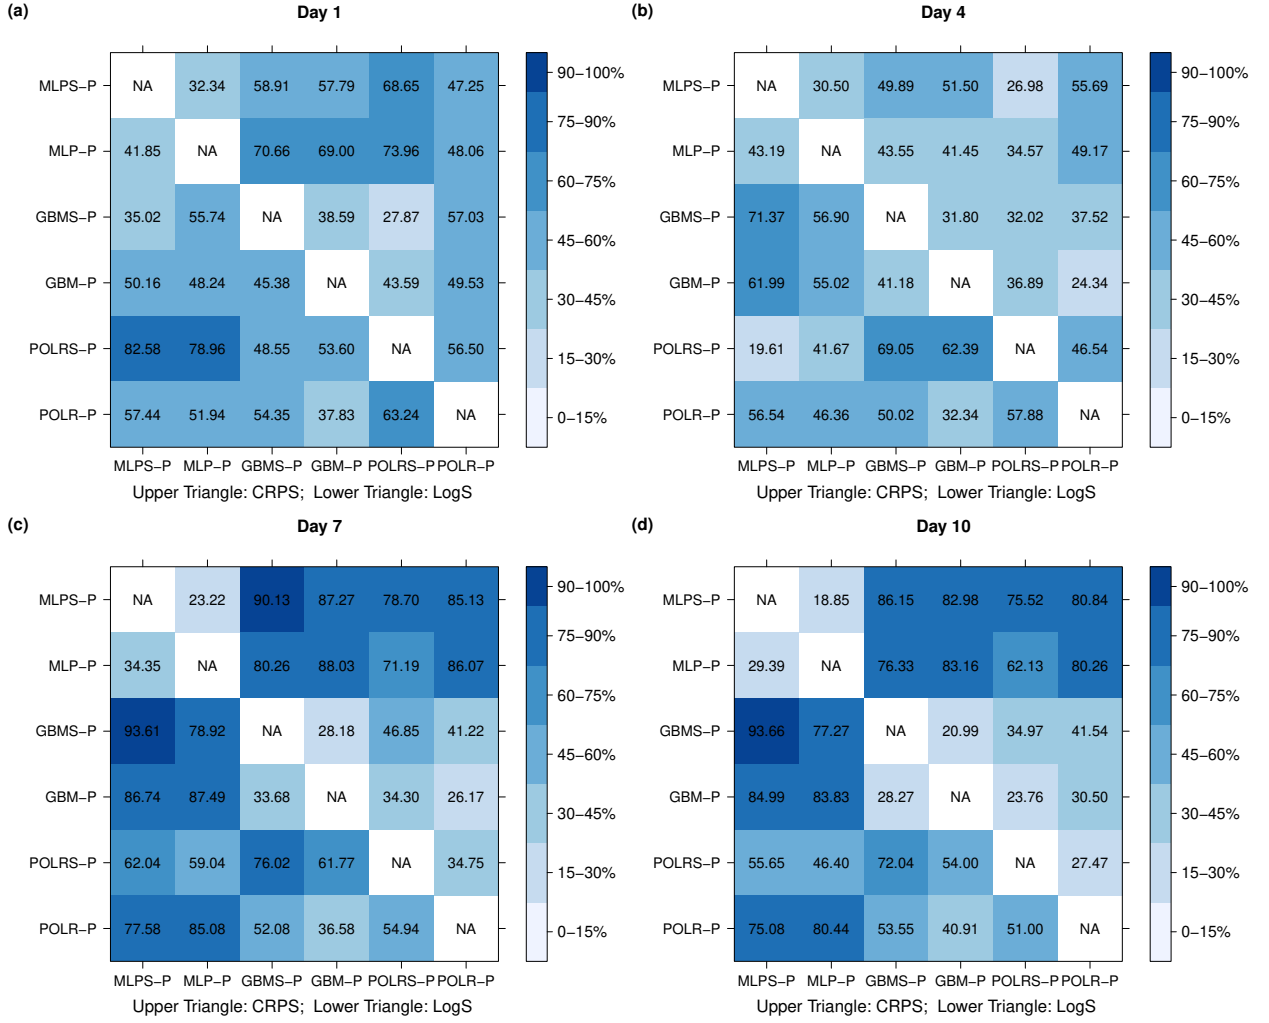 (a) Day 1
MLPS−P NA 32.34 58.91 57.79 68.65 47.25
MLP−P 41.85 NA 70.66 69.00 73.96 48.06
GBMS−P 35.02 55.74 NA 38.59 27.87 57.03
GBM−P 50.16 48.24 45.38 NA 43.59 49.53
POLRS−P 82.58 78.96 48.55 53.60 NA 56.50
POLR−P 57.44 51.94 54.35 37.83 63.24 NA
MLPS−P MLP−P GBMS−P GBM−P POLRS−P POLR−P
Upper Triangle: CRPS; Lower Triangle: LogS
90−100%
75−90%
60−75%
45−60%
30−45%
15−30%
0−15%
(b) Day 4
MLPS−P NA 30.50 49.89 51.50 26.98 55.69
MLP−P 43.19 NA 43.55 41.45 34.57 49.17
GBMS−P 71.37 56.90 NA 31.80 32.02 37.52
GBM−P 61.99 55.02 41.18 NA 36.89 24.34
POLRS−P 19.61 41.67 69.05 62.39 NA 46.54
POLR−P 56.54 46.36 50.02 32.34 57.88 NA
MLPS−P MLP−P GBMS−P GBM−P POLRS−P POLR−P
Upper Triangle: CRPS; Lower Triangle: LogS
90−100%
75−90%
60−75%
45−60%
30−45%
15−30%
0−15%
(c) Day 7
MLPS−P NA 23.22 90.13 87.27 78.70 85.13
MLP−P 34.35 NA 80.26 88.03 71.19 86.07
GBMS−P 93.61 78.92 NA 28.18 46.85 41.22
GBM−P 86.74 87.49 33.68 NA 34.30 26.17
POLRS−P 62.04 59.04 76.02 61.77 NA 34.75
POLR−P 77.58 85.08 52.08 36.58 54.94 NA
MLPS−P MLP−P GBMS−P GBM−P POLRS−P POLR−P
Upper Triangle: CRPS; Lower Triangle: LogS
90−100%
75−90%
60−75%
45−60%
30−45%
15−30%
0−15%
(d) Day 10
MLPS−P NA 18.85 86.15 82.98 75.52 80.84
MLP−P 29.39 NA 76.33 83.16 62.13 80.26
GBMS−P 93.66 77.27 NA 20.99 34.97 41.54
GBM−P 84.99 83.83 28.27 NA 23.76 30.50
POLRS−P 55.65 46.40 72.04 54.00 NA 27.47
POLR−P 75.08 80.44 53.55 40.91 51.00 NA
MLPS−P MLP−P GBMS−P GBM−P POLRS−P POLR−P
Upper Triangle: CRPS; Lower Triangle: LogS
90−100%
75−90%
60−75%
45−60%
30−45%
15−30%
0−15%